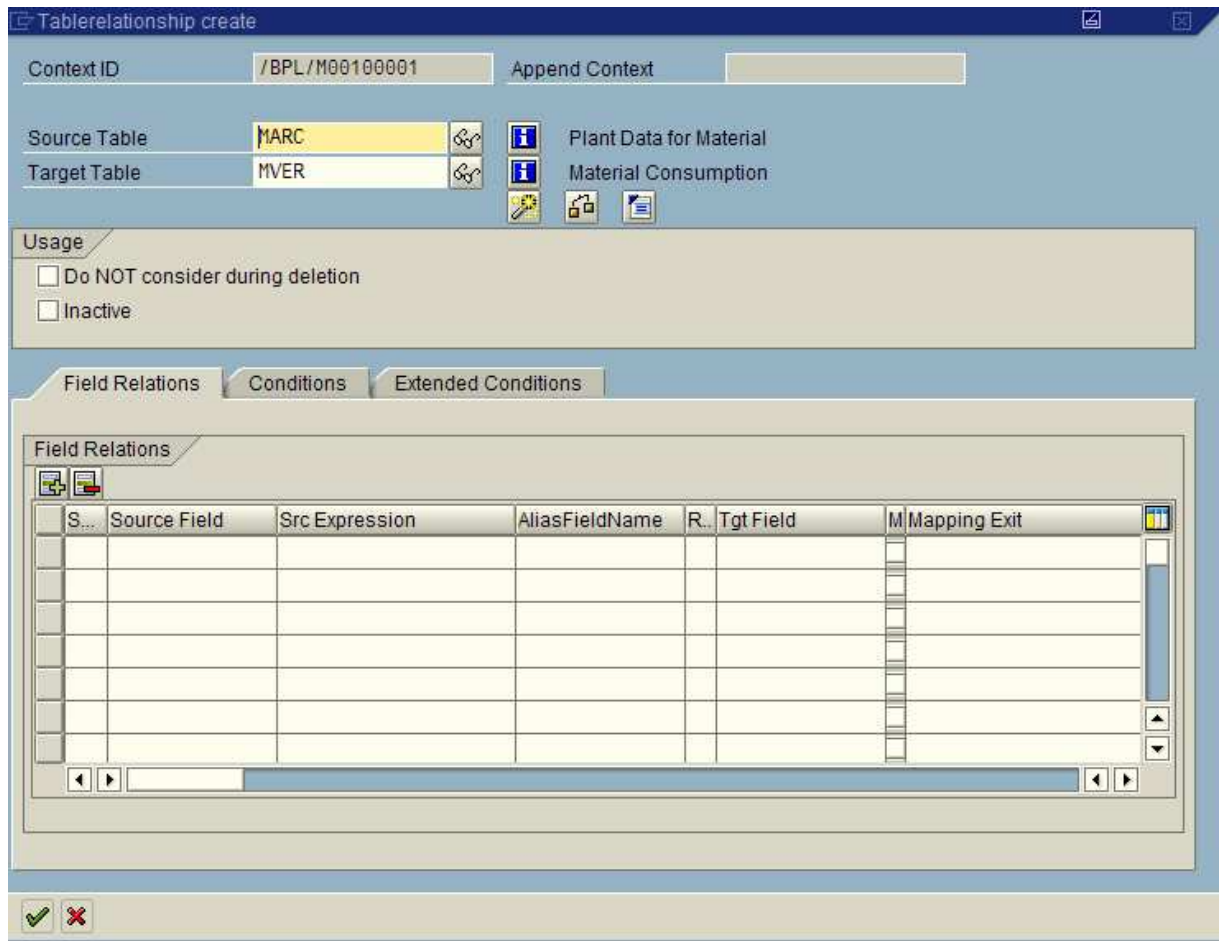 Tablerelationship create
Context ID /BPL/M00100001 Append Context
Source Table MARC Plant Data for Material
Target Table MVER Material Consumption
Usage
Do NOT consider during deletion
Inactive
Field Relations Conditions Extended Conditions
Field Relations
S... Source Field Src Expression AliasFieldName R.. Tgt Field M Mapping Exit